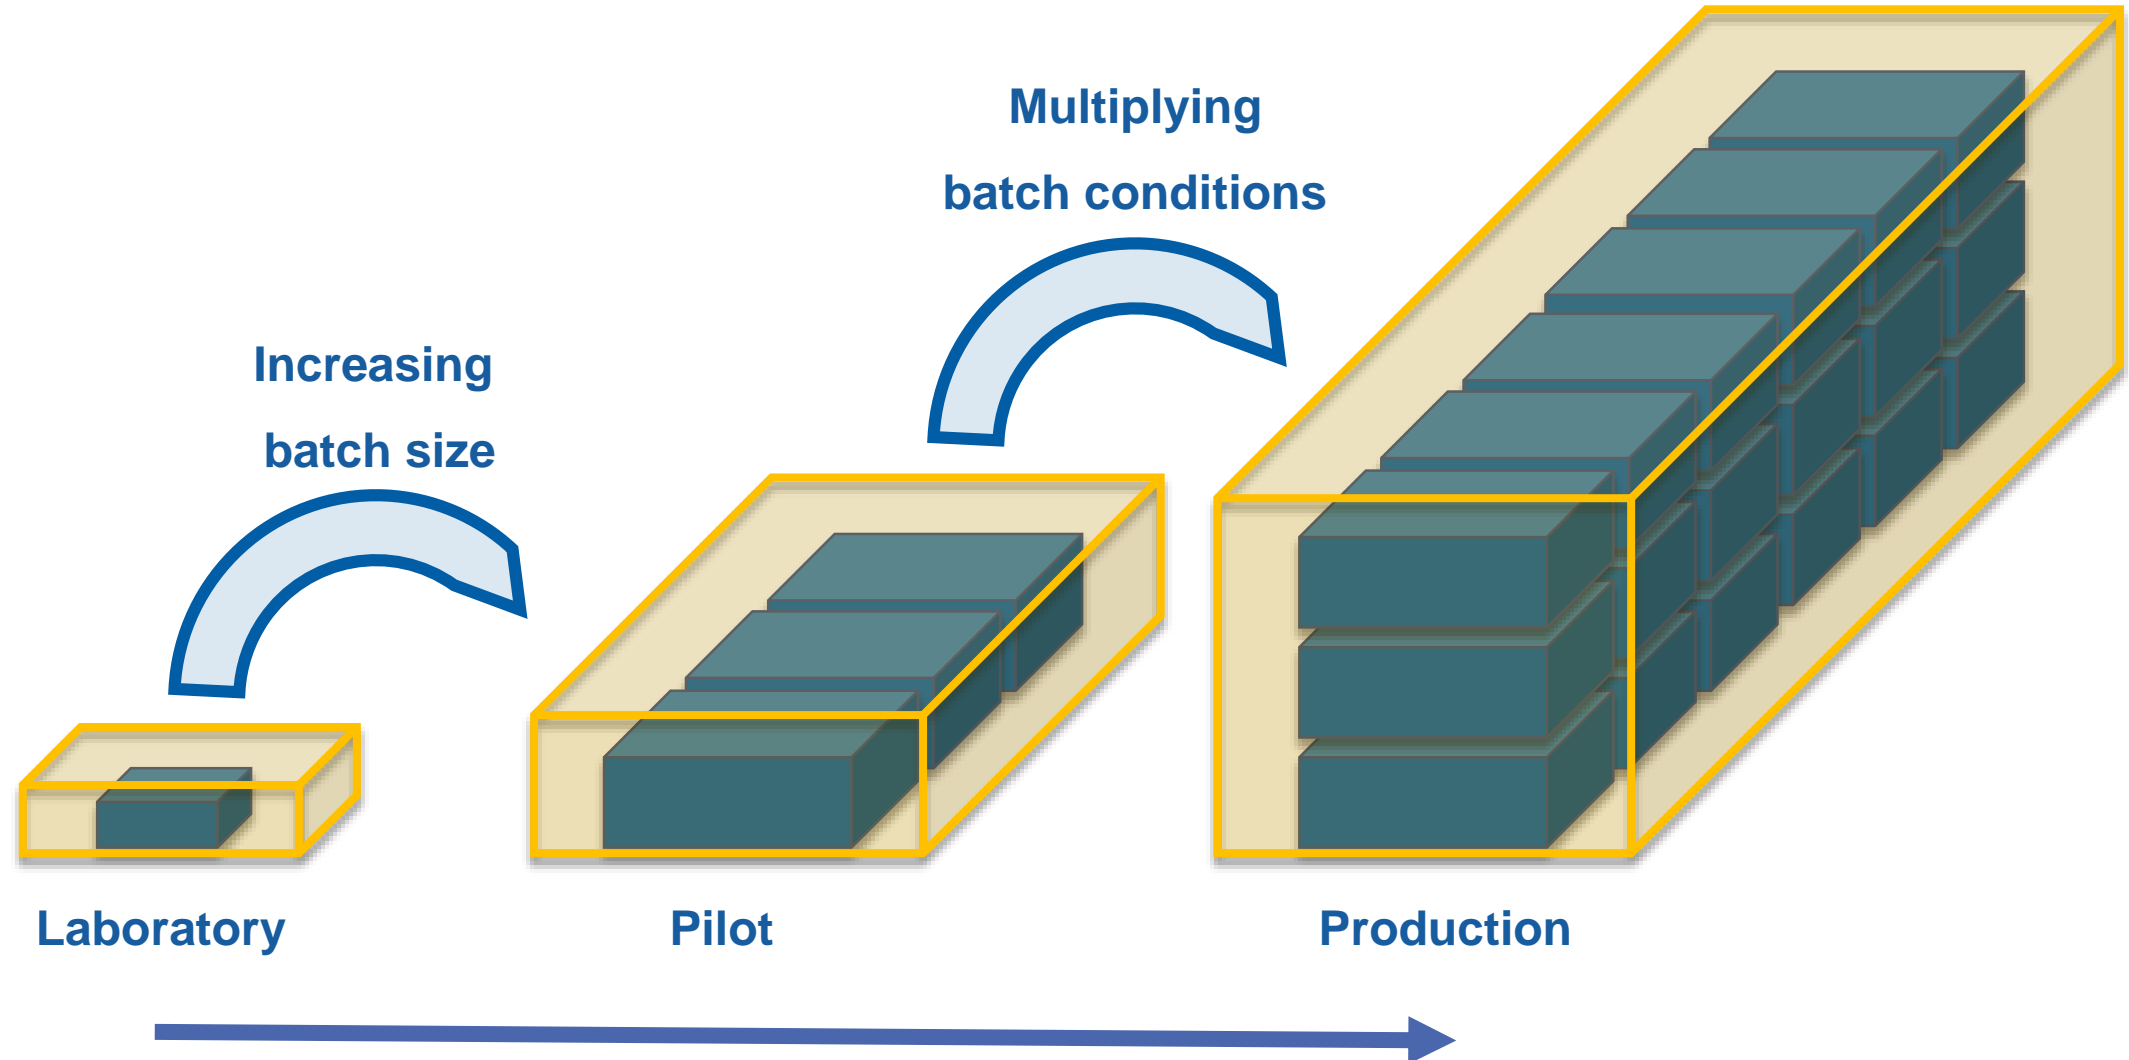 Multiplying
batch conditions
Increasing
batch size
Laboratory
Pilot
Production